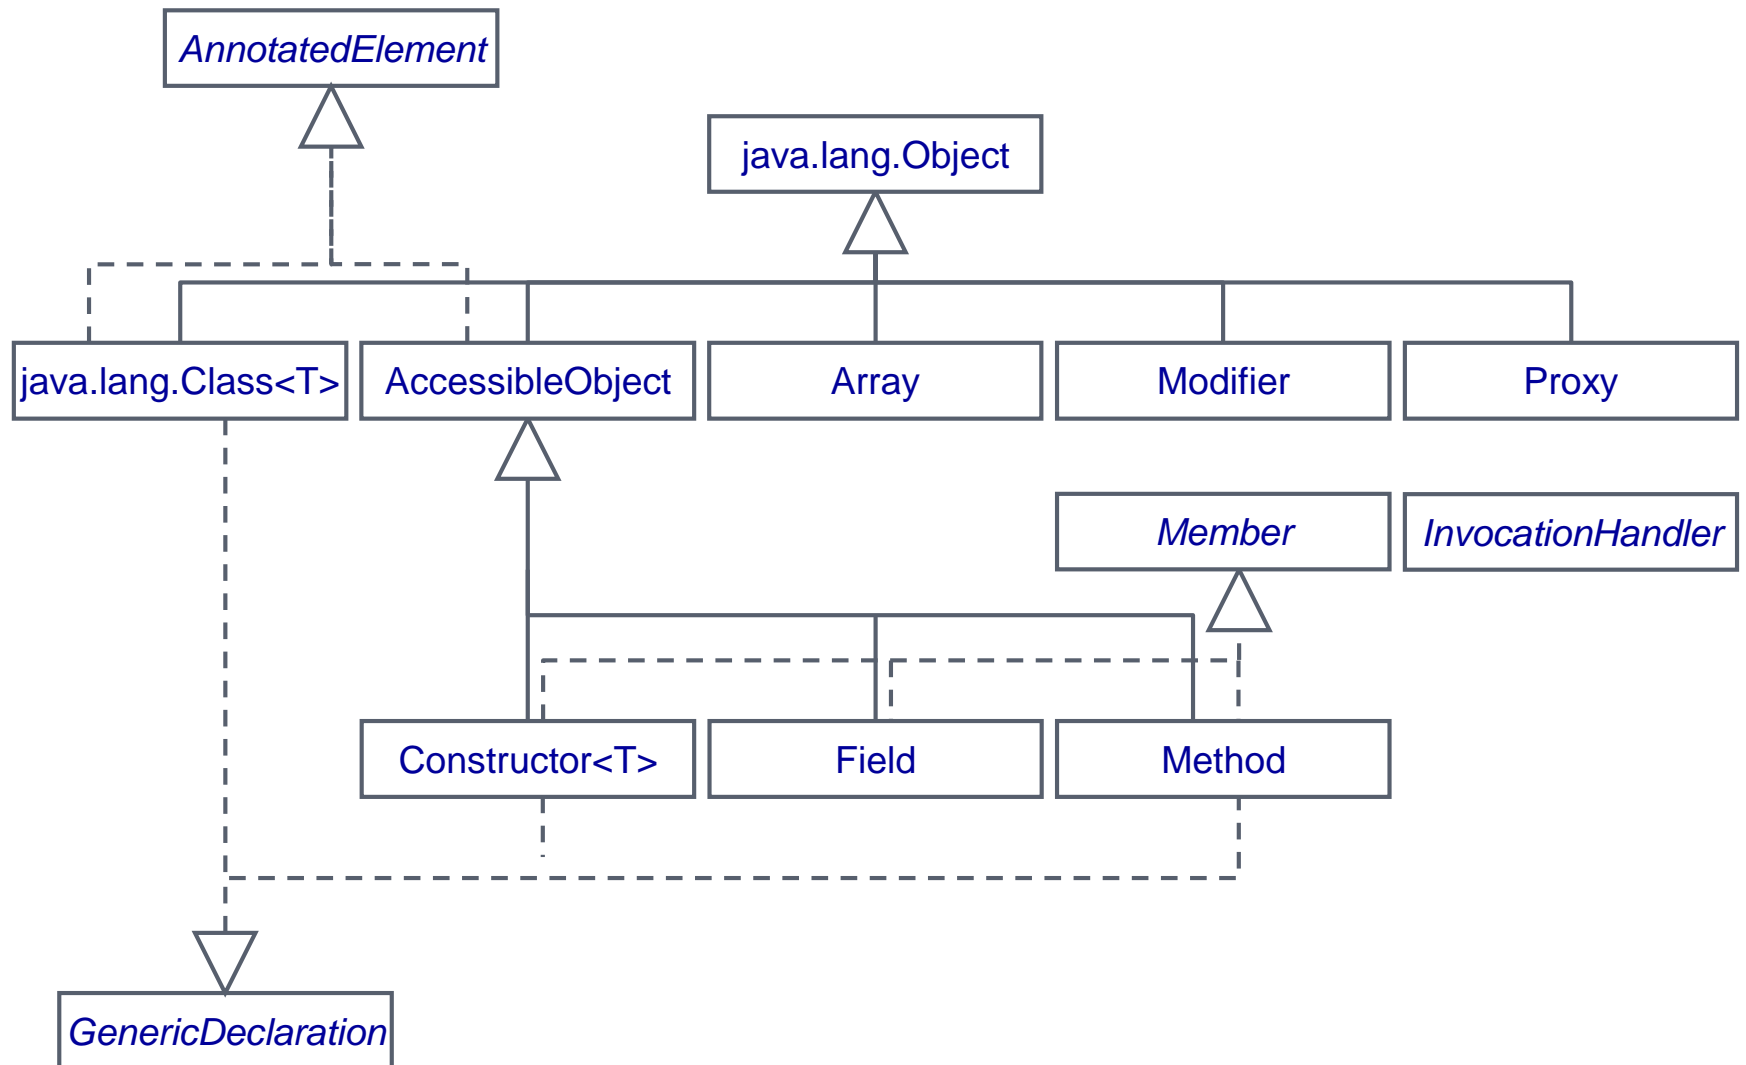 AnnotatedElement
java.lang.Object
java.lang.Class<T>
AccessibleObject
Array
Modifier
Proxy
Member
InvocationHandler
Constructor<T>
Field
Method
GenericDeclaration